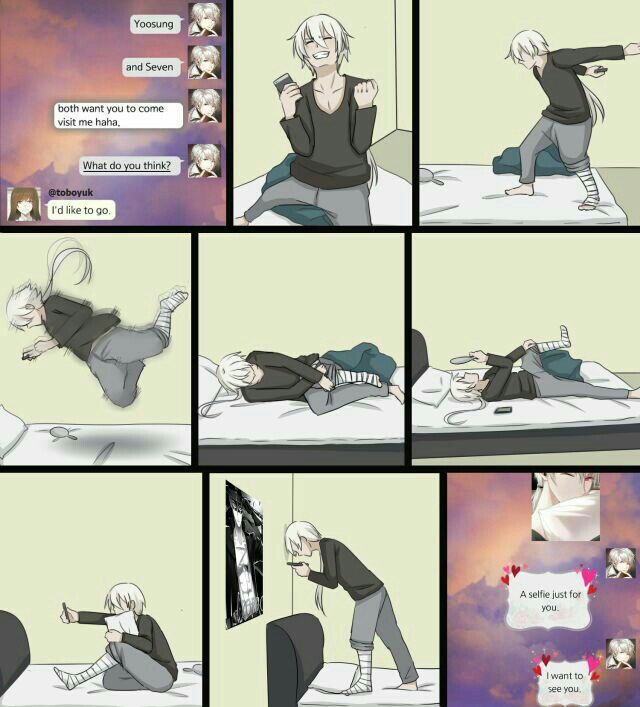 Yoosung
and Seven
both want you to come
visit me haha.
What do you think?
@toboyuk
I'd like to go.
A selfie just for
you.
I want to
see you.